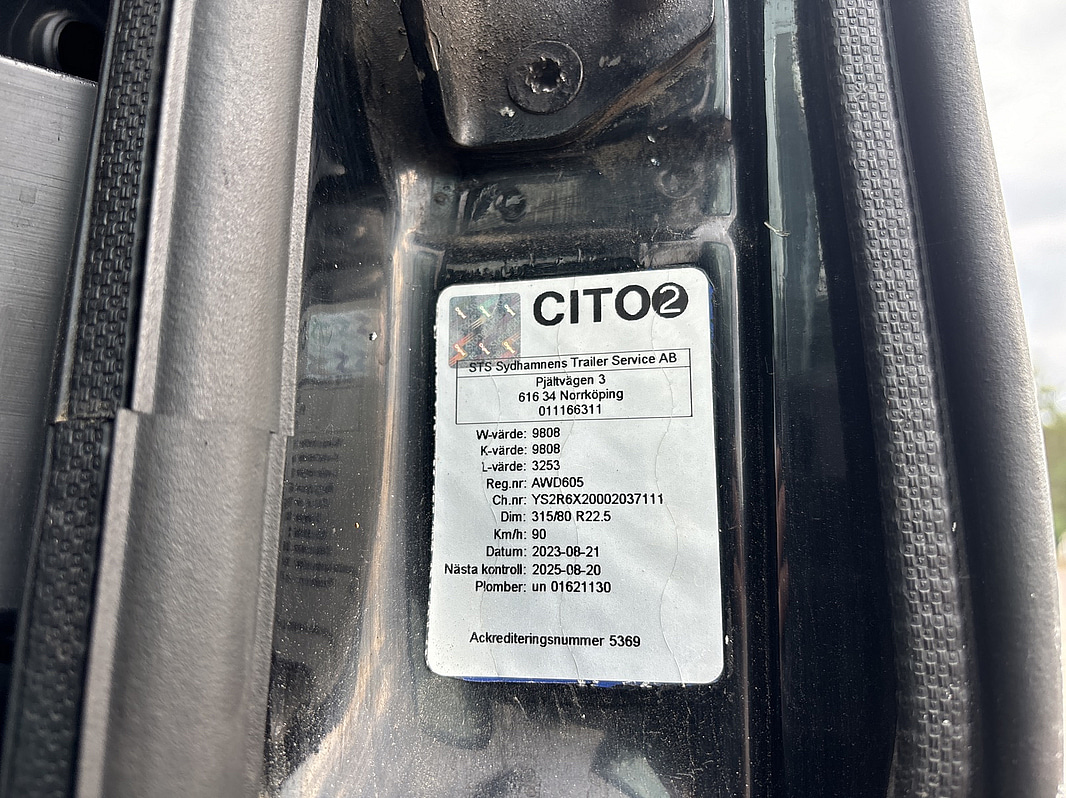 CITO2
STS Sydhamnens Trailer Service AB
Pjältvägen 3
616 34 Norrköping
011166311
W-värde: 9808
K-värde: 9808
L-värde: 3253
Reg.nr: AWD605
Ch.nr: YS2R6X20002037111
Dim: 315/80 R22.5
Km/h: 90
Datum: 2023-08-21
Nästa kontroll: 2025-08-20
Plomber: un 01621130
Ackrediteringsnummer 5369